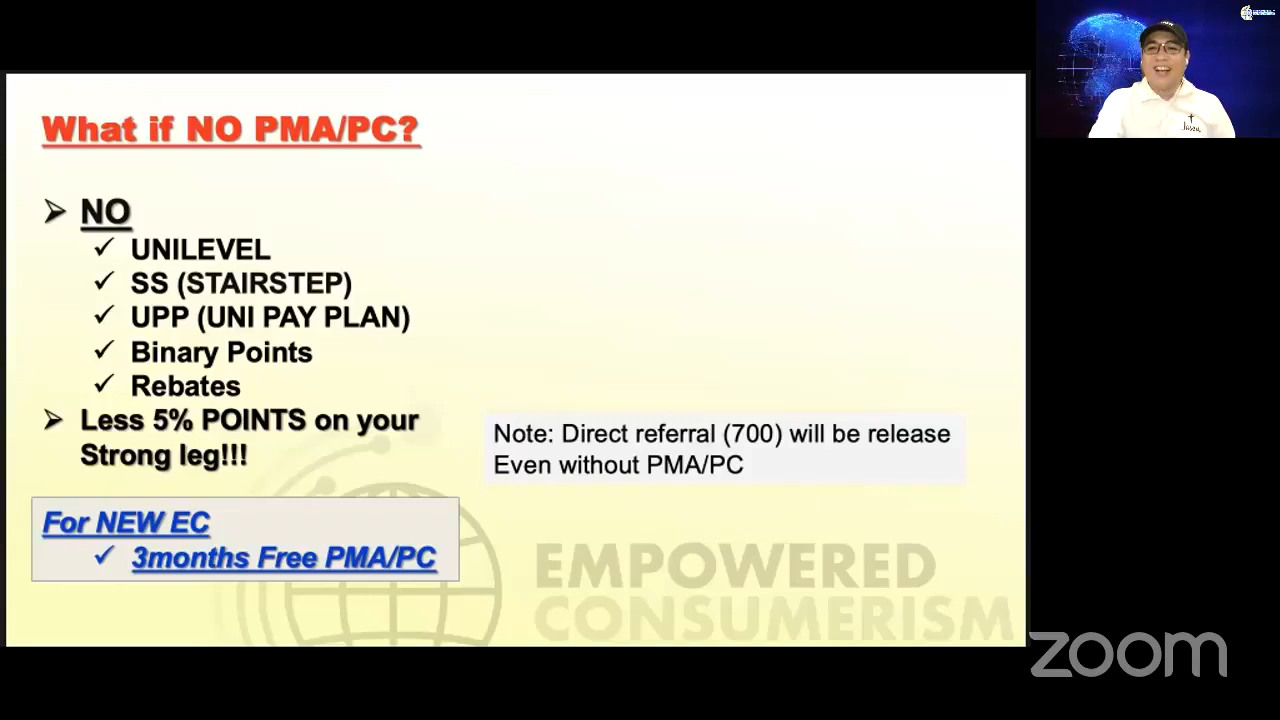 What if NO PMA/PC?
NO
UNILEVEL
SS (STAIRSTEP)
UPP (UNI PAY PLAN)
Binary Points
Rebates
Less 5% POINTS on your
Strong leg!!!
Note: Direct referral (700) will be release
Even without PMA/PC
For NEW EC
3months Free PMA/PC
EMPOWERED
CONSUMERISM
zoom